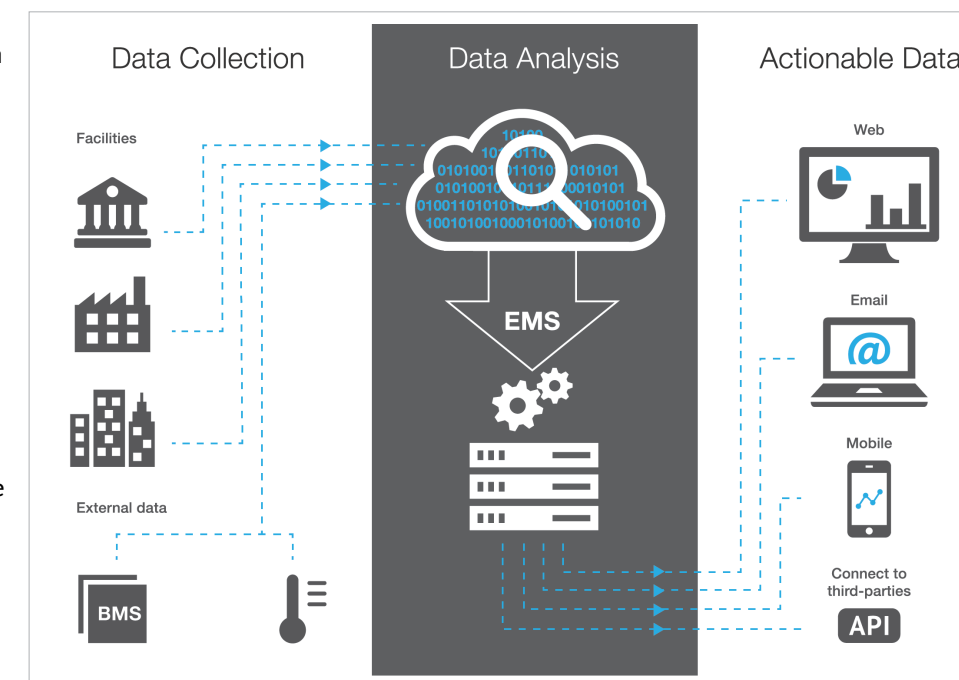 Data Collection
Data Analysis
Actionable Data
Facilities
External data
BMS
10100
EMS
Web
Email
@
Mobile
Connect to
third-parties
API